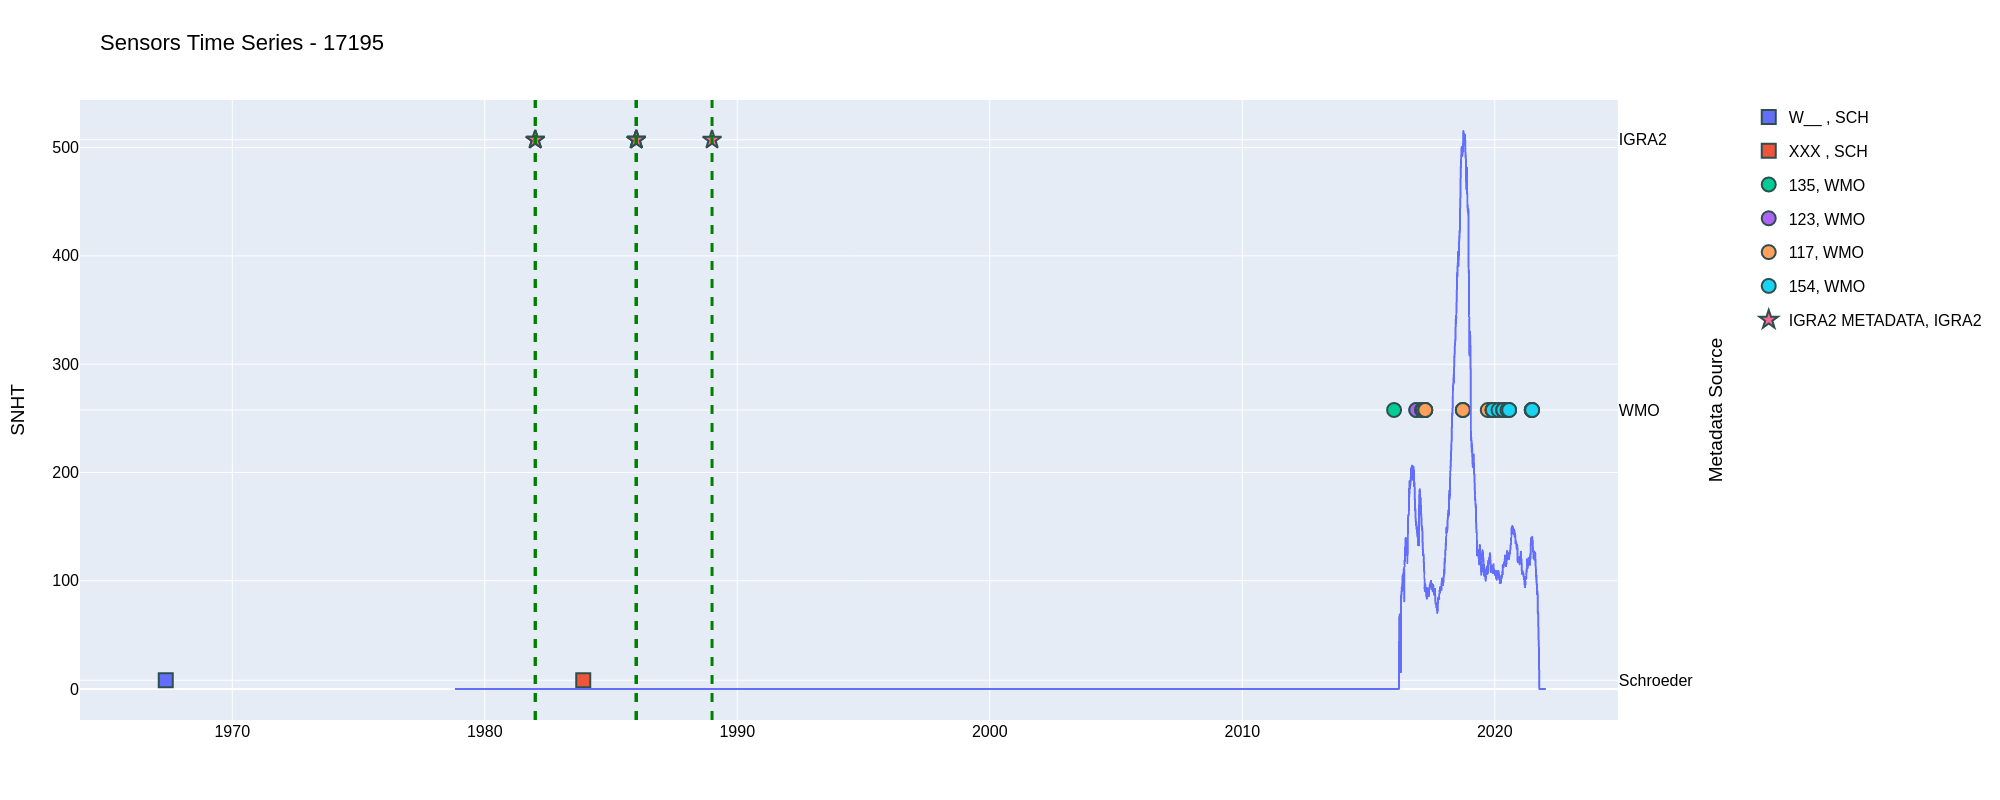 Sensors Time Series - 17195
SNHT
500
400
300
200
100
0
1970
1980
1990
2000
2010
2020
IGRA2
WMO
Schroeder
Metadata Source
W__ , SCH
XXX , SCH
135, WMO
123, WMO
117, WMO
154, WMO
IGRA2 METADATA, IGRA2